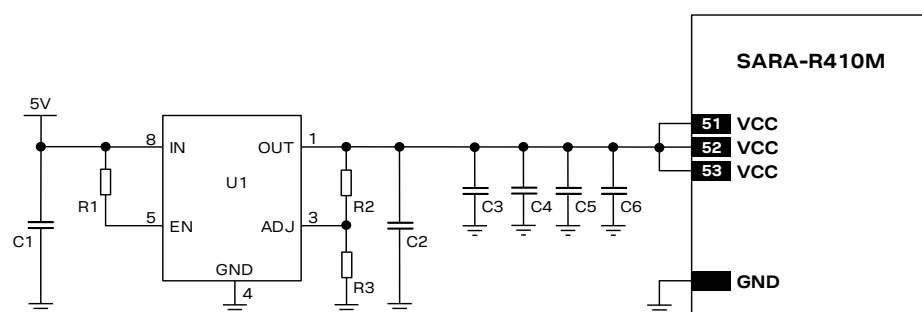 SARA-R410M
5V
51 VCC
8 IN OUT 1
52 VCC
53 VCC
U1
R1 R2 C3 C4 C5 C6
5 EN ADJ 3
C1 C2
GND R3
4
GND